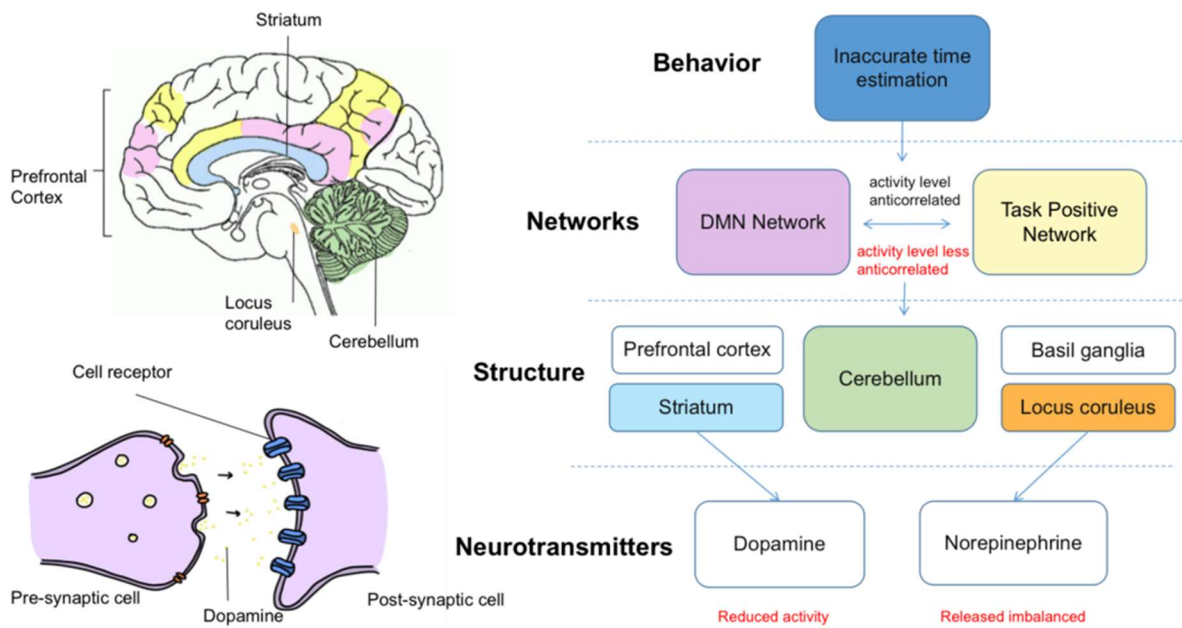 Striatum
Prefrontal
Cortex
Locus
coruleus
Cerebellum
Cell receptor
Pre-synaptic cell
Dopamine
Post-synaptic cell
Behavior
Inaccurate time
estimation
Networks
DMN Network
activity level
anticorrelated
activity level less
anticorrelated
Task Positive
Network
Structure
Prefrontal cortex
Striatum
Cerebellum
Basil ganglia
Locus coruleus
Neurotransmitters
Dopamine
Norepinephrine
Reduced activity
Released imbalanced